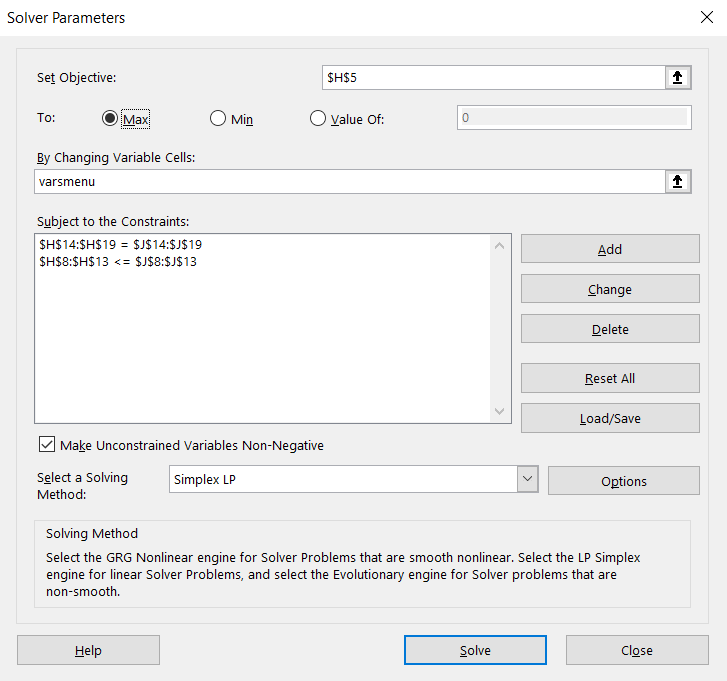 Solver Parameters
Set Objective: $H$5
To: Max Min Value Of: 0
By Changing Variable Cells:
varsmenu
Subject to the Constraints:
$H$14:$H$19 = $J$14:$J$19
$H$8:$H$13 <= $J$8:$J$13
Add
Change
Delete
Reset All
Load/Save
Make Unconstrained Variables Non-Negative
Select a Solving
Method:
Simplex LP
Options
Solving Method
Select the GRG Nonlinear engine for Solver Problems that are smooth nonlinear. Select the LP Simplex
engine for linear Solver Problems, and select the Evolutionary engine for Solver problems that are
non-smooth.
Help Solve Close